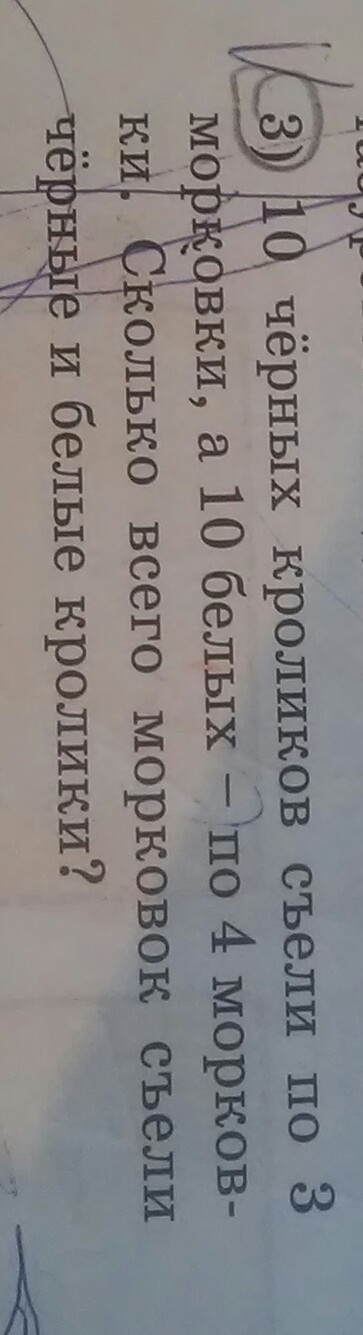 3) 10 чёрных кроликов съели по 3
морковки, а 10 белых – по 4 морков-
ки. Сколько всего морковок съели
чёрные и белые кролики?